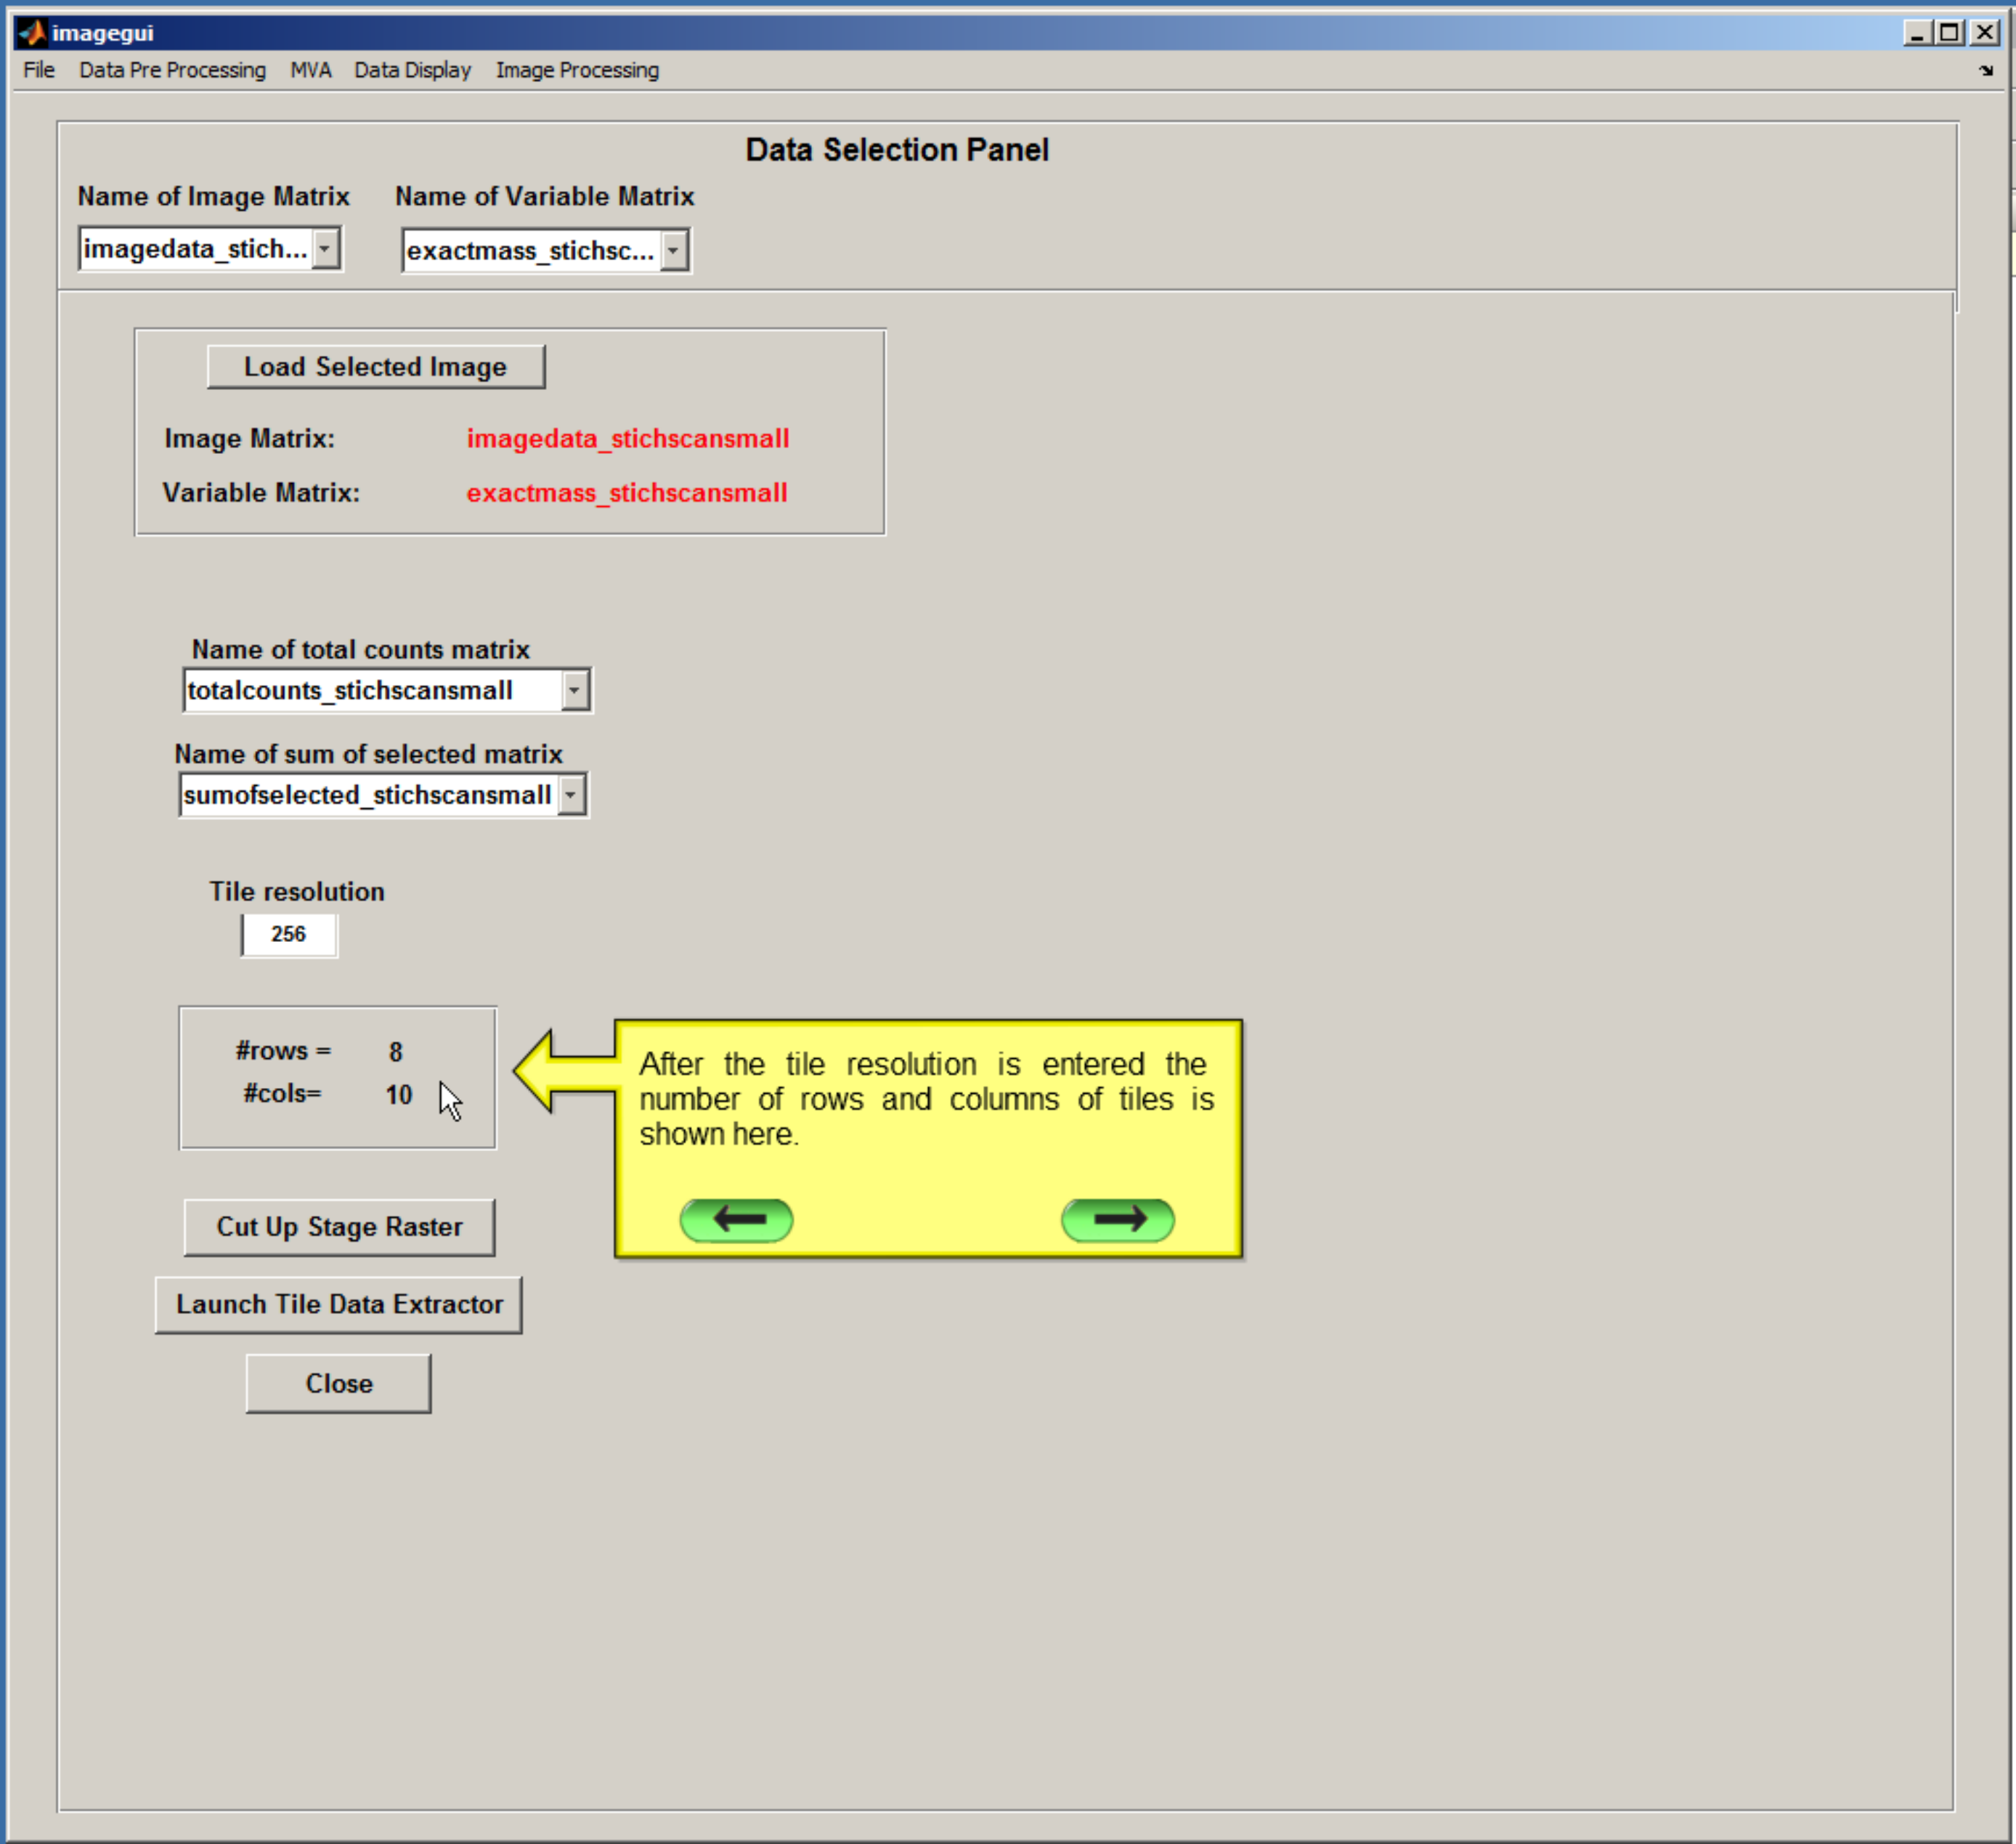 imagegui
File Data Pre Processing MVA Data Display Image Processing
Data Selection Panel
Name of Image Matrix Name of Variable Matrix
imagedata_stich... exactmass_stichsc...
Load Selected Image
Image Matrix: imagedata_stichscansmall
Variable Matrix: exactmass_stichscansmall
Name of total counts matrix
totalcounts_stichscansmall
Name of sum of selected matrix
sumofselected_stichscansmall
Tile resolution
256
#rows = 8
#cols= 10
After the tile resolution is entered the
number of rows and columns of tiles is
shown here.
Cut Up Stage Raster
Launch Tile Data Extractor
Close